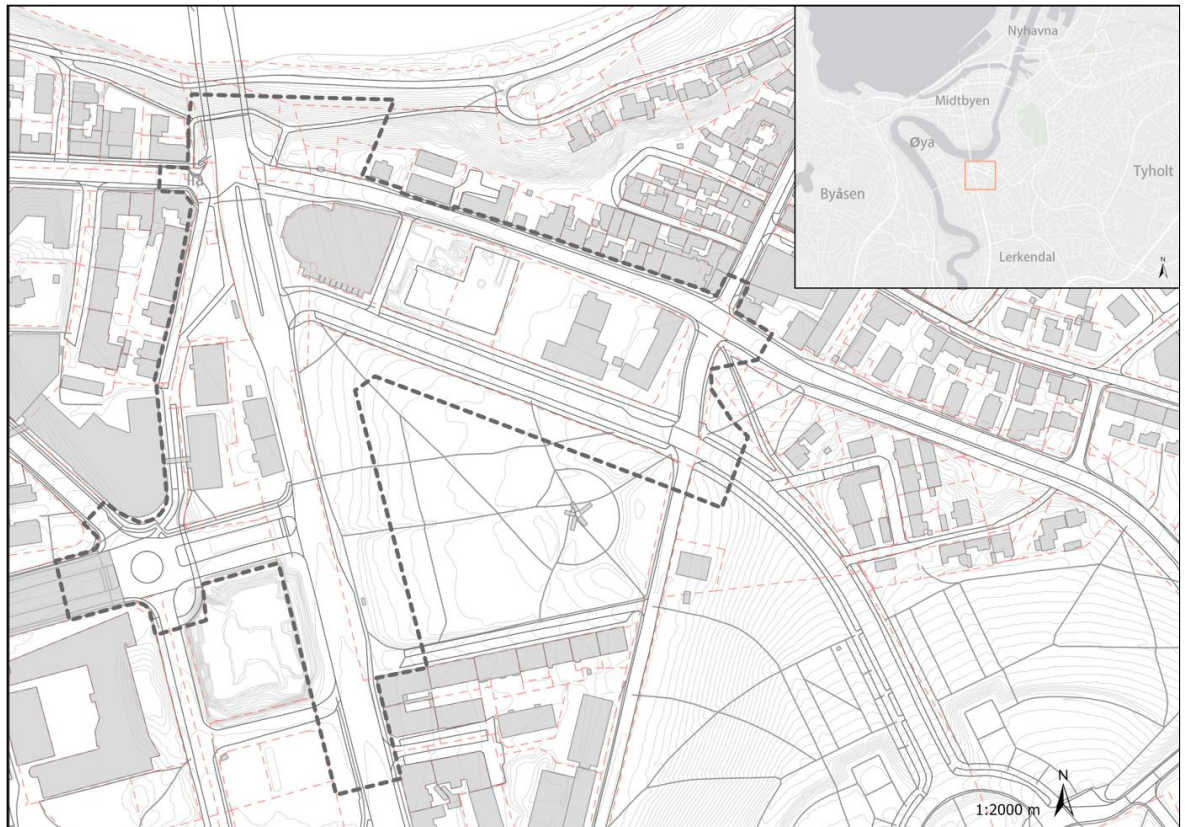 Nyhavna
Midtbyen
Øya
Tyholt
Byåsen
Lerkendal
N
N
1:2000 m